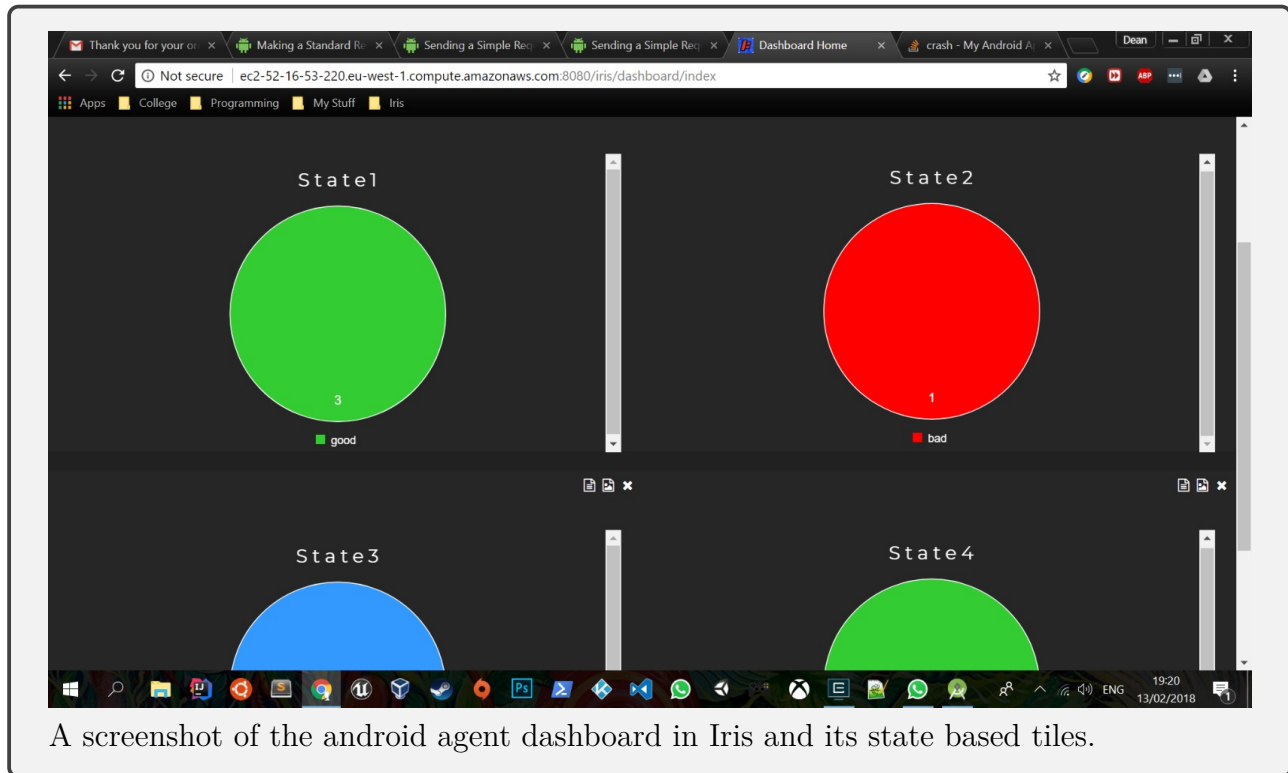 Thank you for your or
Making a Standard Re
Sending a Simple Req
Sending a Simple Req
Dashboard Home
crash - My Android A
Dean
Not secure
ec2-52-16-53-220.eu-west-1.compute.amazonaws.com:8080/iris/dashboard/index
ABP
Apps
College
Programming
My Stuff
Iris
State1
3
good
State2
1
bad
State3
State4
Ps
ENG
19:20
13/02/2018
1
A screenshot of the android agent dashboard in Iris and its state based tiles.